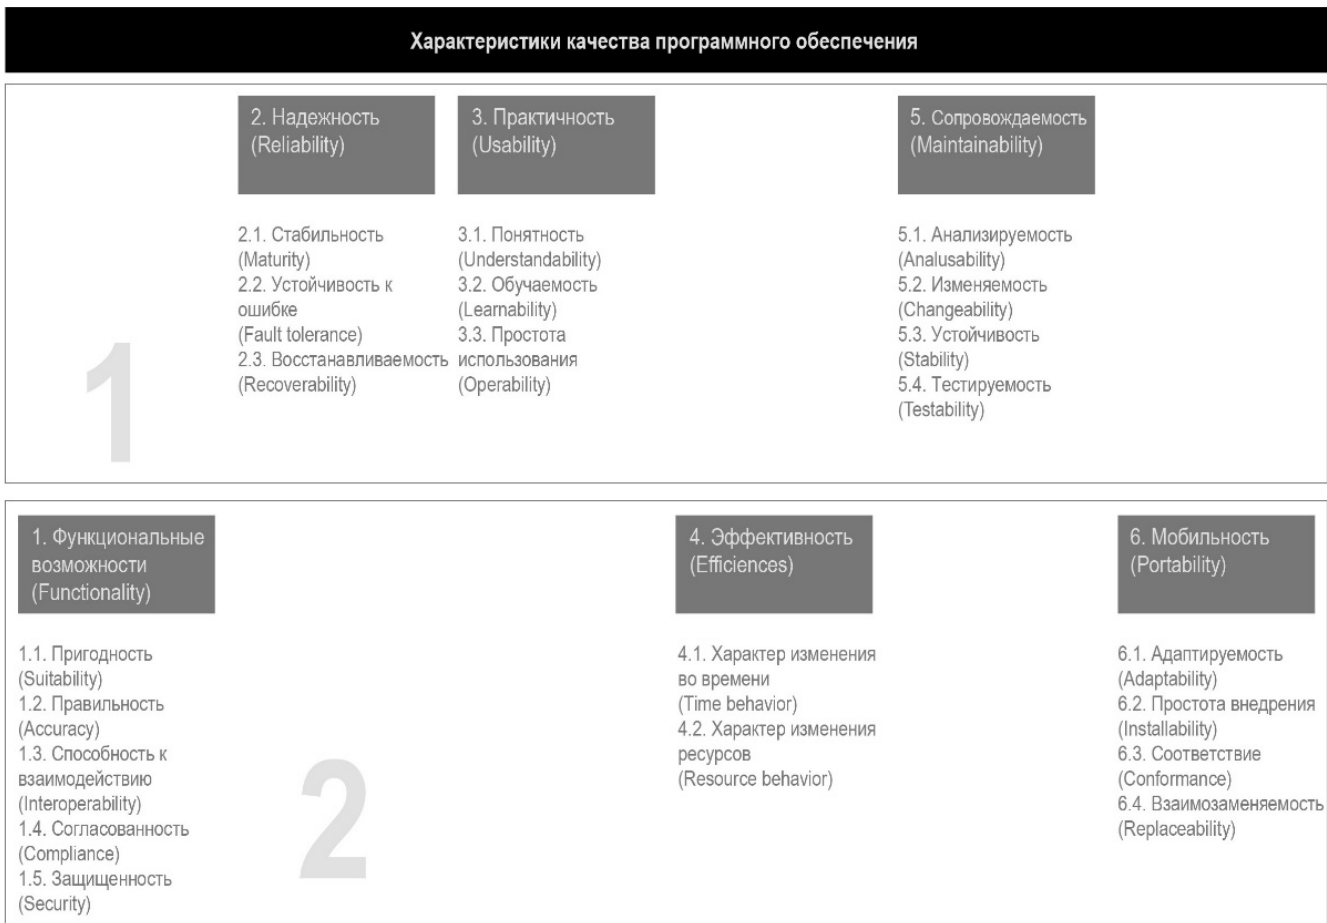 Характеристики качества программного обеспечения
2. Надежность
(Reliability)
2.1. Стабильность
(Maturity)
2.2. Устойчивость к
ошибке
(Fault tolerance)
2.3. Восстанавливаемость
(Recoverability)
3. Практичность
(Usability)
3.1. Понятность
(Understandability)
3.2. Обучаемость
(Learnability)
3.3. Простота
использования
(Operability)
5. Сопровождаемость
(Maintainability)
5.1. Анализируемость
(Analusability)
5.2. Изменяемость
(Changeability)
5.3. Устойчивость
(Stability)
5.4. Тестируемость
(Testability)
1
1. Функциональные
возможности
(Functionality)
1.1. Пригодность
(Suitability)
1.2. Правильность
(Accuracy)
1.3. Способность к
взаимодействию
(Interoperability)
1.4. Согласованность
(Compliance)
1.5. Защищенность
(Security)
2
4. Эффективность
(Efficiences)
4.1. Характер изменения
во времени
(Time behavior)
4.2. Характер изменения
ресурсов
(Resource behavior)
6. Мобильность
(Portability)
6.1. Адаптируемость
(Adaptability)
6.2. Простота внедрения
(Installability)
6.3. Соответствие
(Conformance)
6.4. Взаимозаменяемость
(Replaceability)